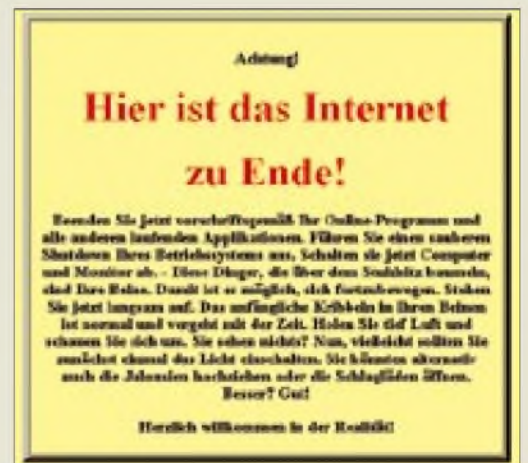 Achtung!
Hier ist das Internet
zu Ende!
Beenden Sie jetzt vorschriftsgemäß Ihr Online-Programm und
alle anderen laufenden Applikationen. Führen Sie einen sauberen
Shutdown Ihres Betriebssystems aus. Schalten sie jetzt Computer
und Monitor ab. - Diese Dinger, die über dem Stuhlsitz baumeln,
sind Ihre Beine. Damit ist es möglich, sich fortzubewegen. Stehen
Sie jetzt langsam auf. Das anfängliche Kribbeln in Ihren Beinen
ist normal und vergeht mit der Zeit. Holen Sie tief Luft und
schauen Sie sich um. Sie sehen nichts? Nun, vielleicht sollten Sie
zunächst einmal das Licht einschalten. Sie könnten alternativ
auch die Jalousien hochziehen oder die Schlagläden öffnen.
Besser? Gut!
Herzlich willkommen in der Realität!